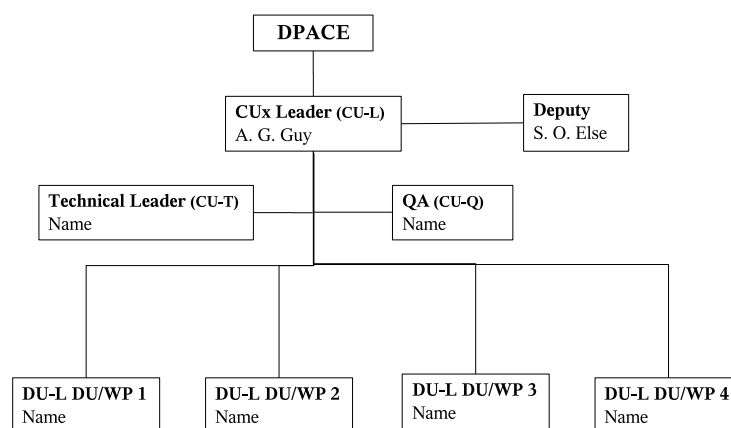 DPACE
CUx Leader (CU-L)
A. G. Guy
Deputy
S. O. Else
Technical Leader (CU-T)
Name
QA (CU-Q)
Name
DU-L DU/WP 1
Name
DU-L DU/WP 2
Name
DU-L DU/WP 3
Name
DU-L DU/WP 4
Name